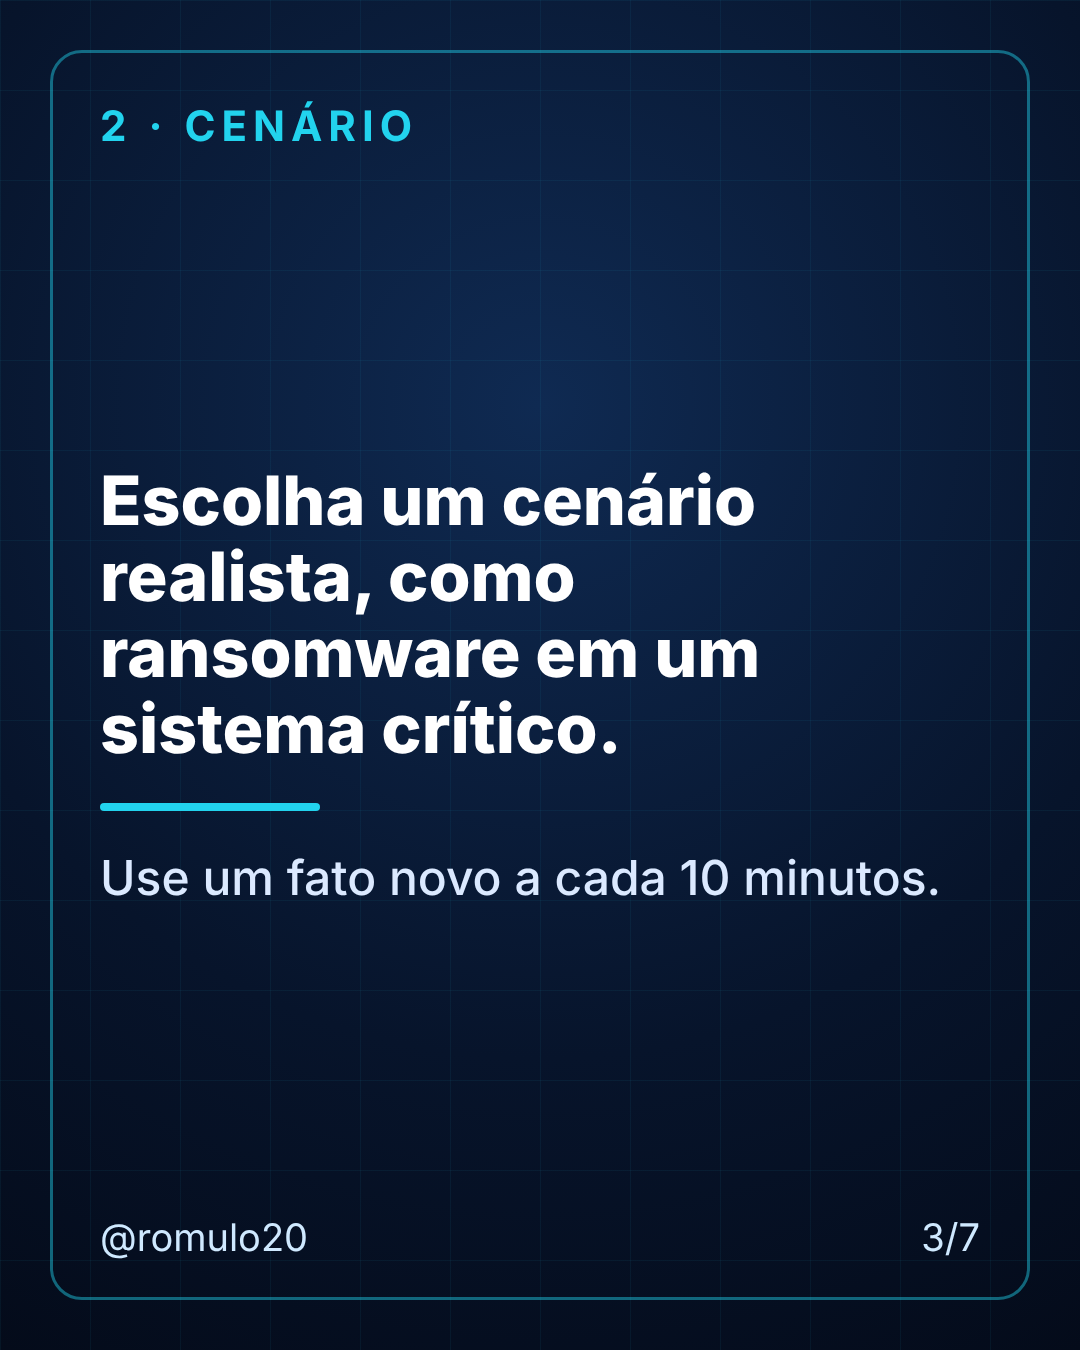 2 · CENÁRIO
Escolha um cenário
realista, como
ransomware em um
sistema crítico.
Use um fato novo a cada 10 minutos.
@romulo20
3/7